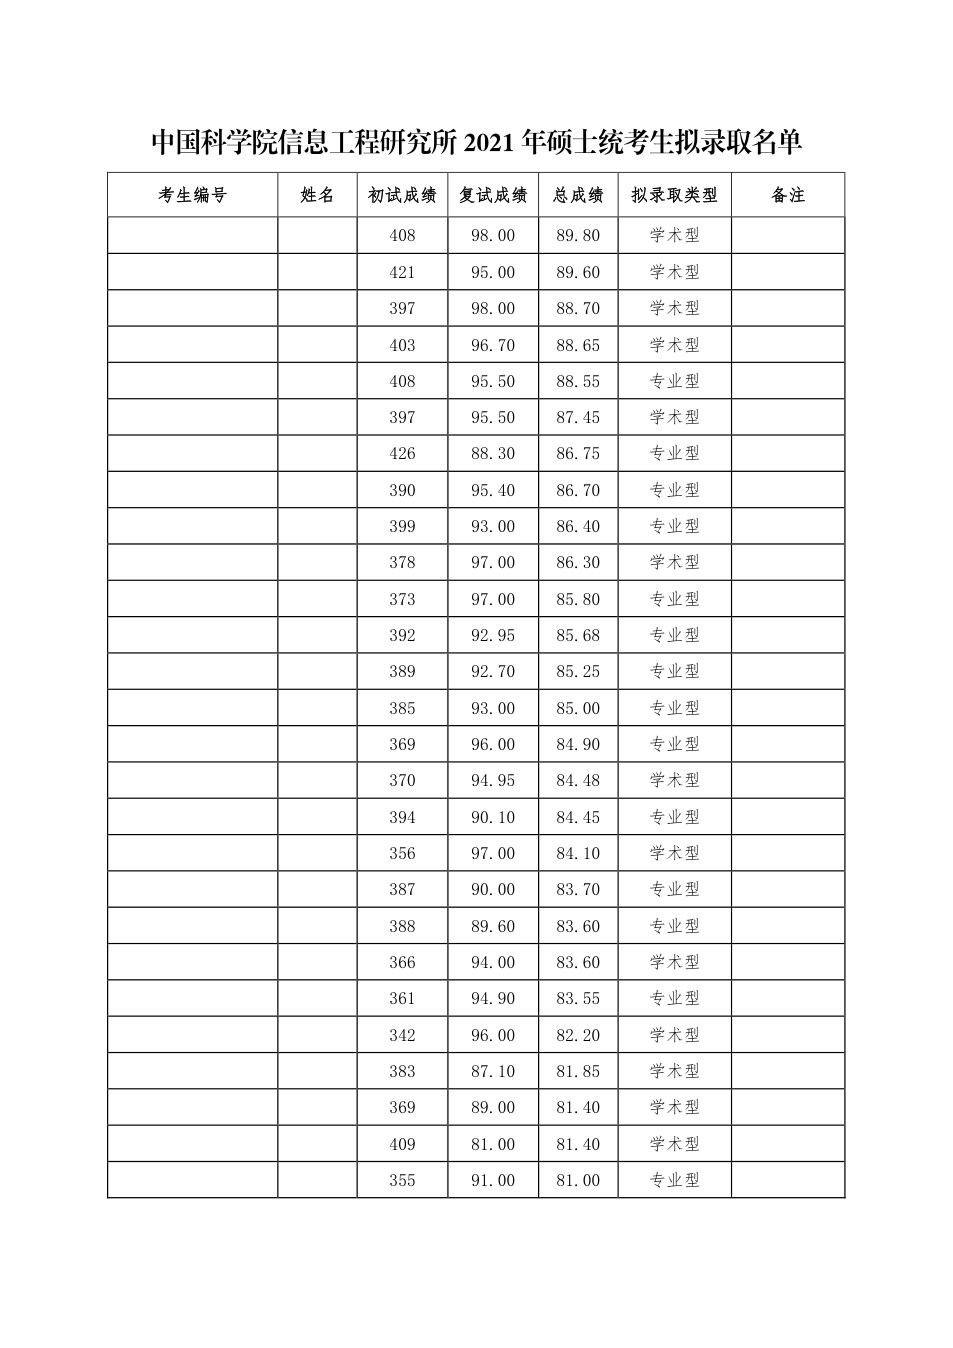 中国科学院信息工程研究所 2021 年硕士统考生拟录取名单
考生编号 姓名 初试成绩 复试成绩 总成绩 拟录取类型 备注
408 98.00 89.80 学术型
421 95.00 89.60 学术型
397 98.00 88.70 学术型
403 96.70 88.65 学术型
408 95.50 88.55 专业型
397 95.50 87.45 学术型
426 88.30 86.75 专业型
390 95.40 86.70 专业型
399 93.00 86.40 专业型
378 97.00 86.30 学术型
373 97.00 85.80 专业型
392 92.95 85.68 专业型
389 92.70 85.25 专业型
385 93.00 85.00 专业型
369 96.00 84.90 专业型
370 94.95 84.48 学术型
394 90.10 84.45 专业型
356 97.00 84.10 学术型
387 90.00 83.70 专业型
388 89.60 83.60 专业型
366 94.00 83.60 学术型
361 94.90 83.55 专业型
342 96.00 82.20 学术型
383 87.10 81.85 学术型
369 89.00 81.40 学术型
409 81.00 81.40 学术型
355 91.00 81.00 专业型